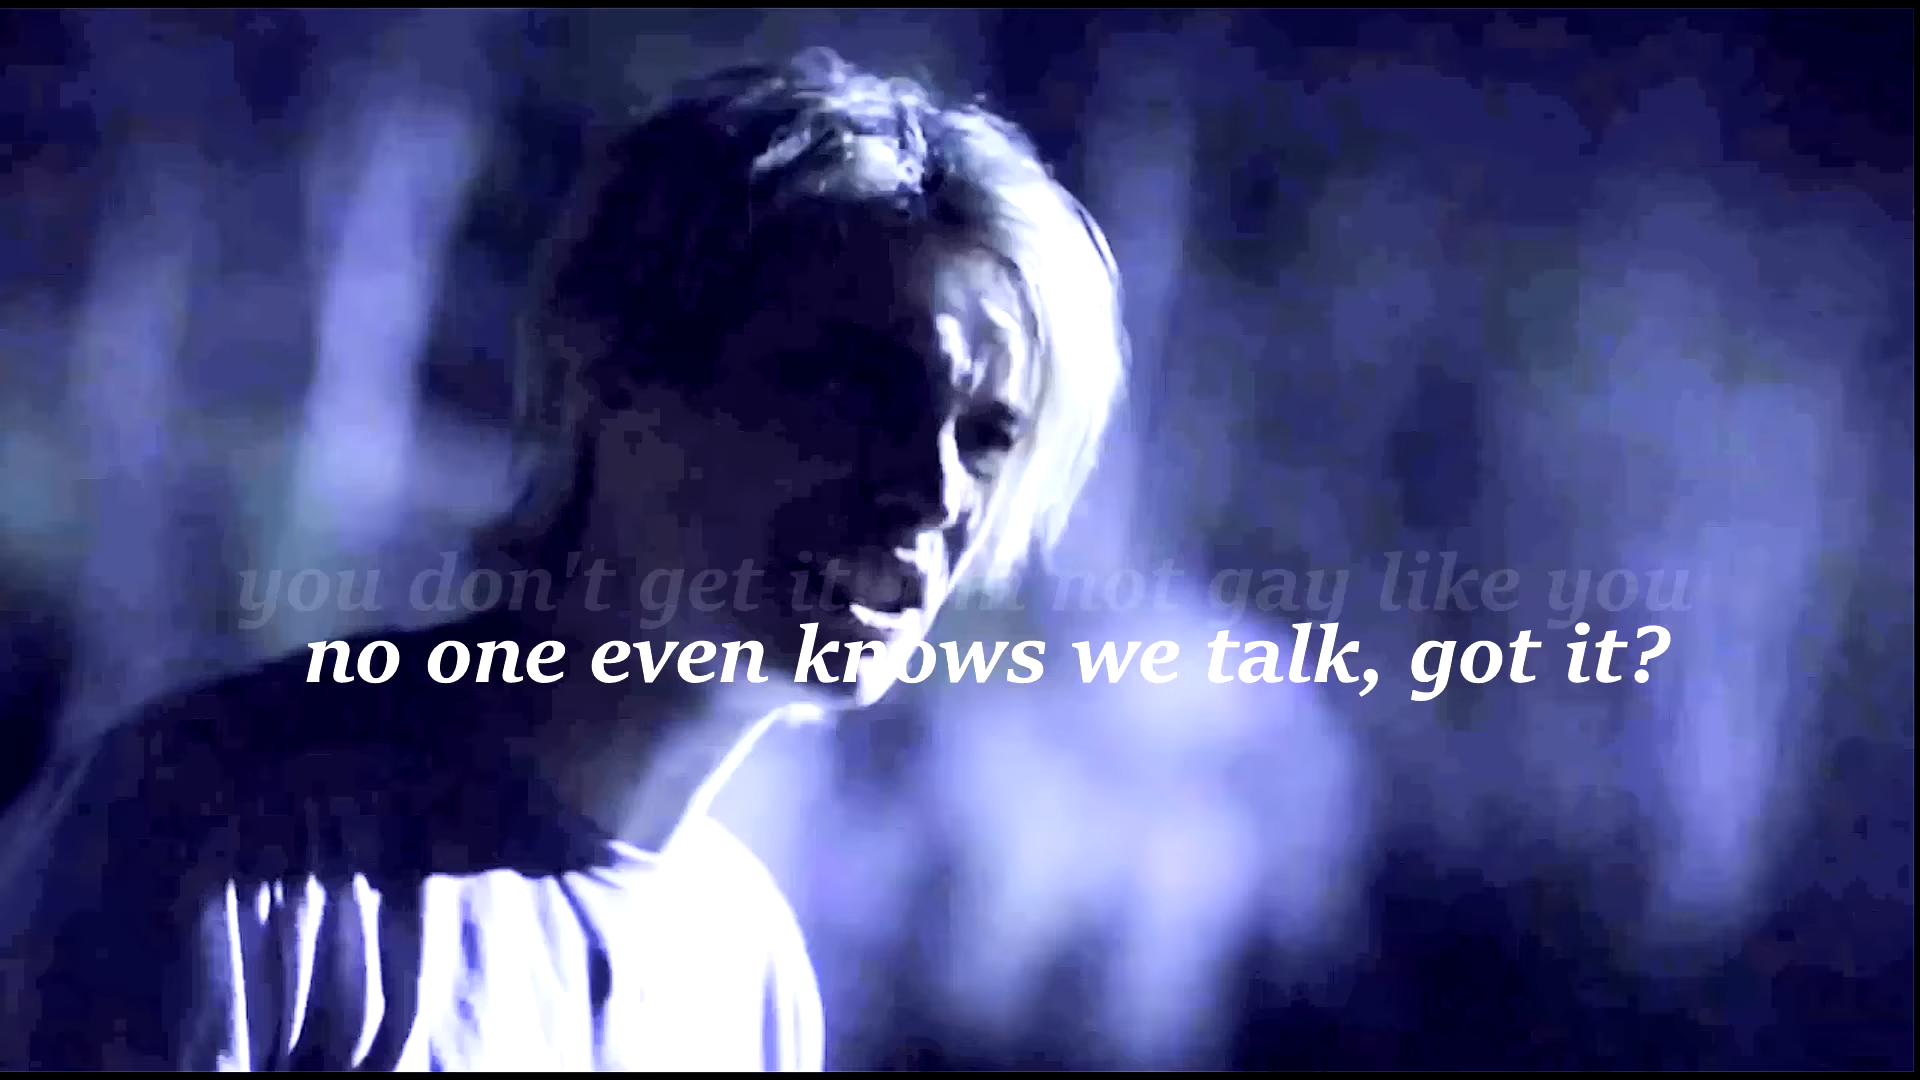 you don't get it, i'm not gay like you
no one even knows we talk, got it?